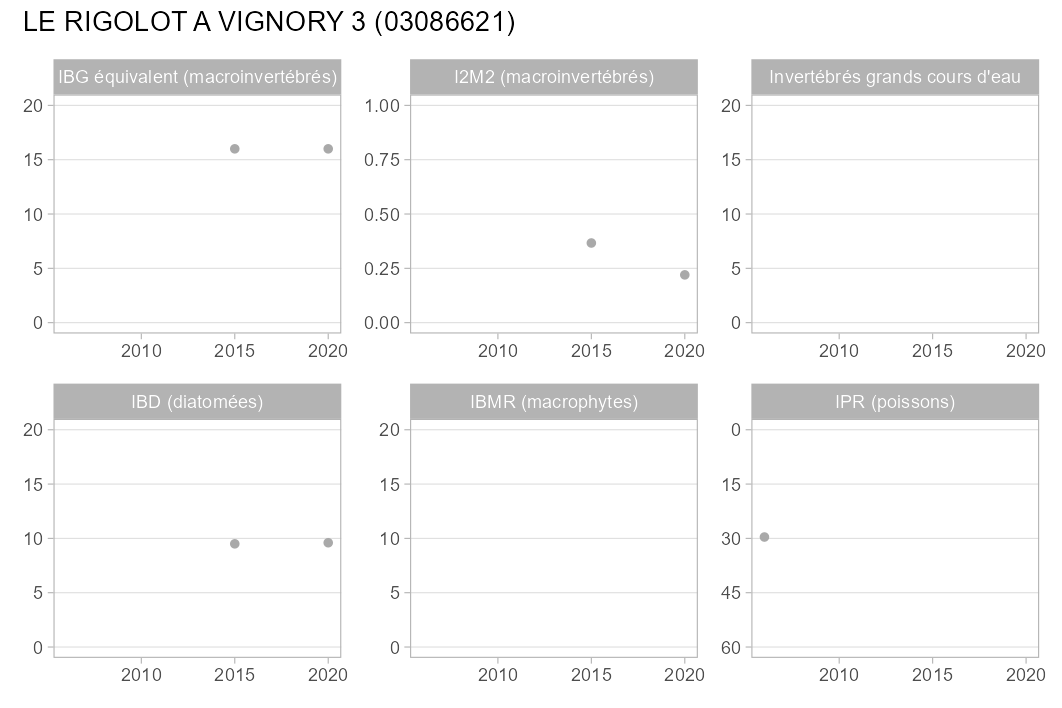 LE RIGOLOT A VIGNORY 3 (03086621)
IBG équivalent (macroinvertébrés)
20
15
10
5
0
2010 2015 2020
I2M2 (macroinvertébrés)
1.00
0.75
0.50
0.25
0.00
2010 2015 2020
Invertébrés grands cours d'eau
20
15
10
5
0
2010 2015 2020
IBD (diatomées)
20
15
10
5
0
2010 2015 2020
IBMR (macrophytes)
20
15
10
5
0
2010 2015 2020
IPR (poissons)
0
15
30
45
60
2010 2015 2020